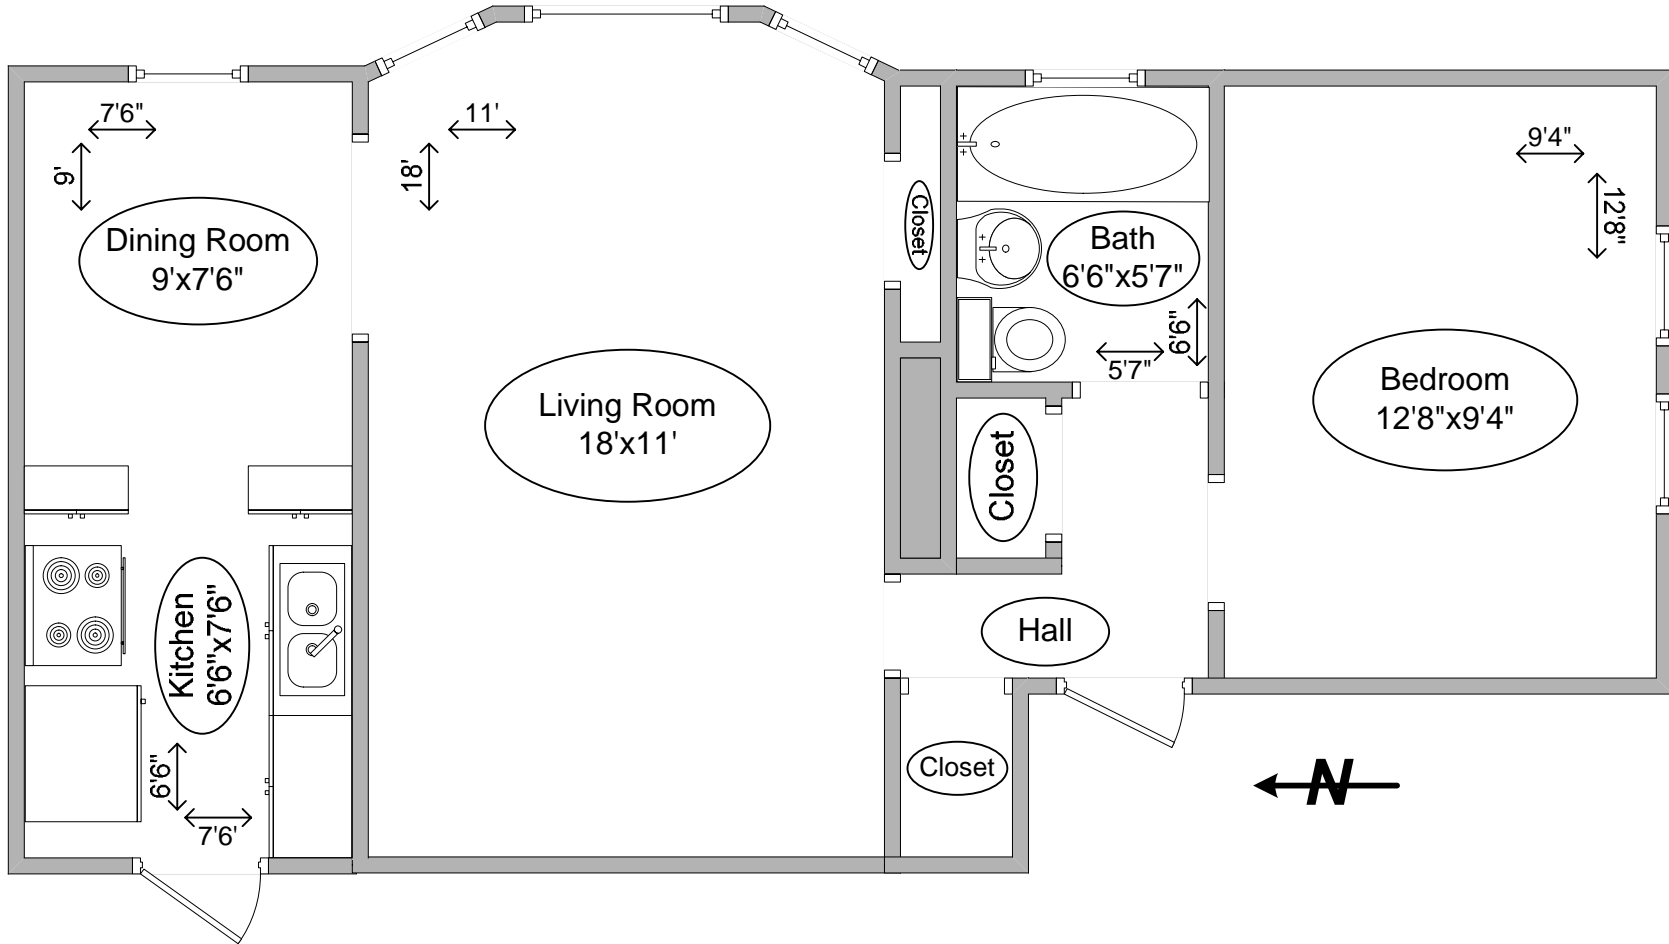 7'6"
9'
Dining Room
9'x7'6"
11'
18'
Living Room
18'x11'
Closet
Bath
6'6"x5'7"
6'6"
5'7"
9'4"
12'8"
Bedroom
12'8"x9'4"
Closet
Hall
Kitchen
6'6"x7'6"
6'6"
7'6'
Closet
N